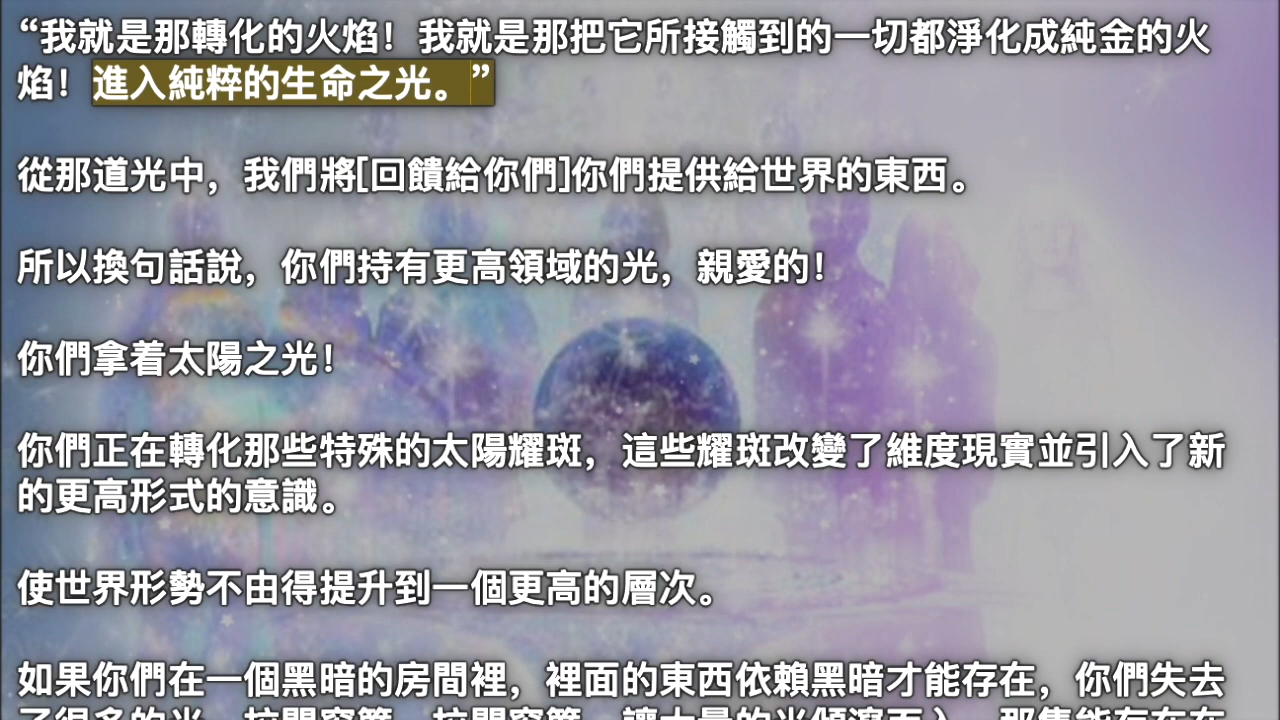 “我就是那轉化的火焰！我就是那把它所接觸到的一切都淨化成純金的火
焰！進入純粹的生命之光。”
從那道光中，我們將[回饋給你們]你們提供給世界的東西。
所以換句話說，你們持有更高領域的光，親愛的！
你們拿着太陽之光！
你們正在轉化那些特殊的太陽耀斑，這些耀斑改變了維度現實並引入了新
的更高形式的意識。
使世界形勢不由得提升到一個更高的層次。
如果你們在一個黑暗的房間裡，裡面的東西依賴黑暗才能存在，你們失去